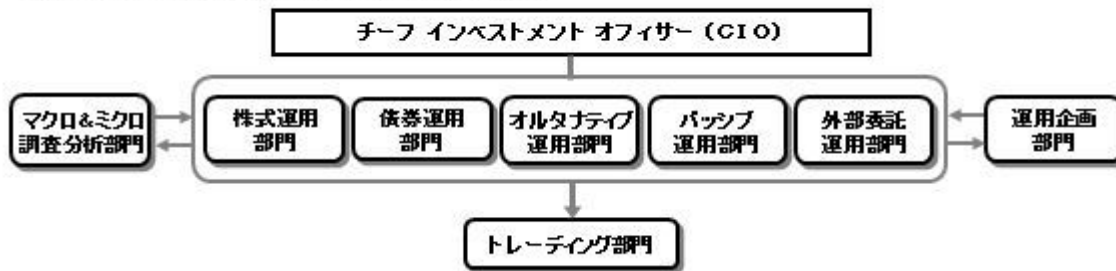 チーフ インベストメント オフィサー（CIO）
マクロ&ミクロ
調査分析部門
株式運用
部門
債券運用
部門
オルタナティブ
運用部門
パッシブ
運用部門
外部委託
運用部門
運用企画
部門
トレーディング部門